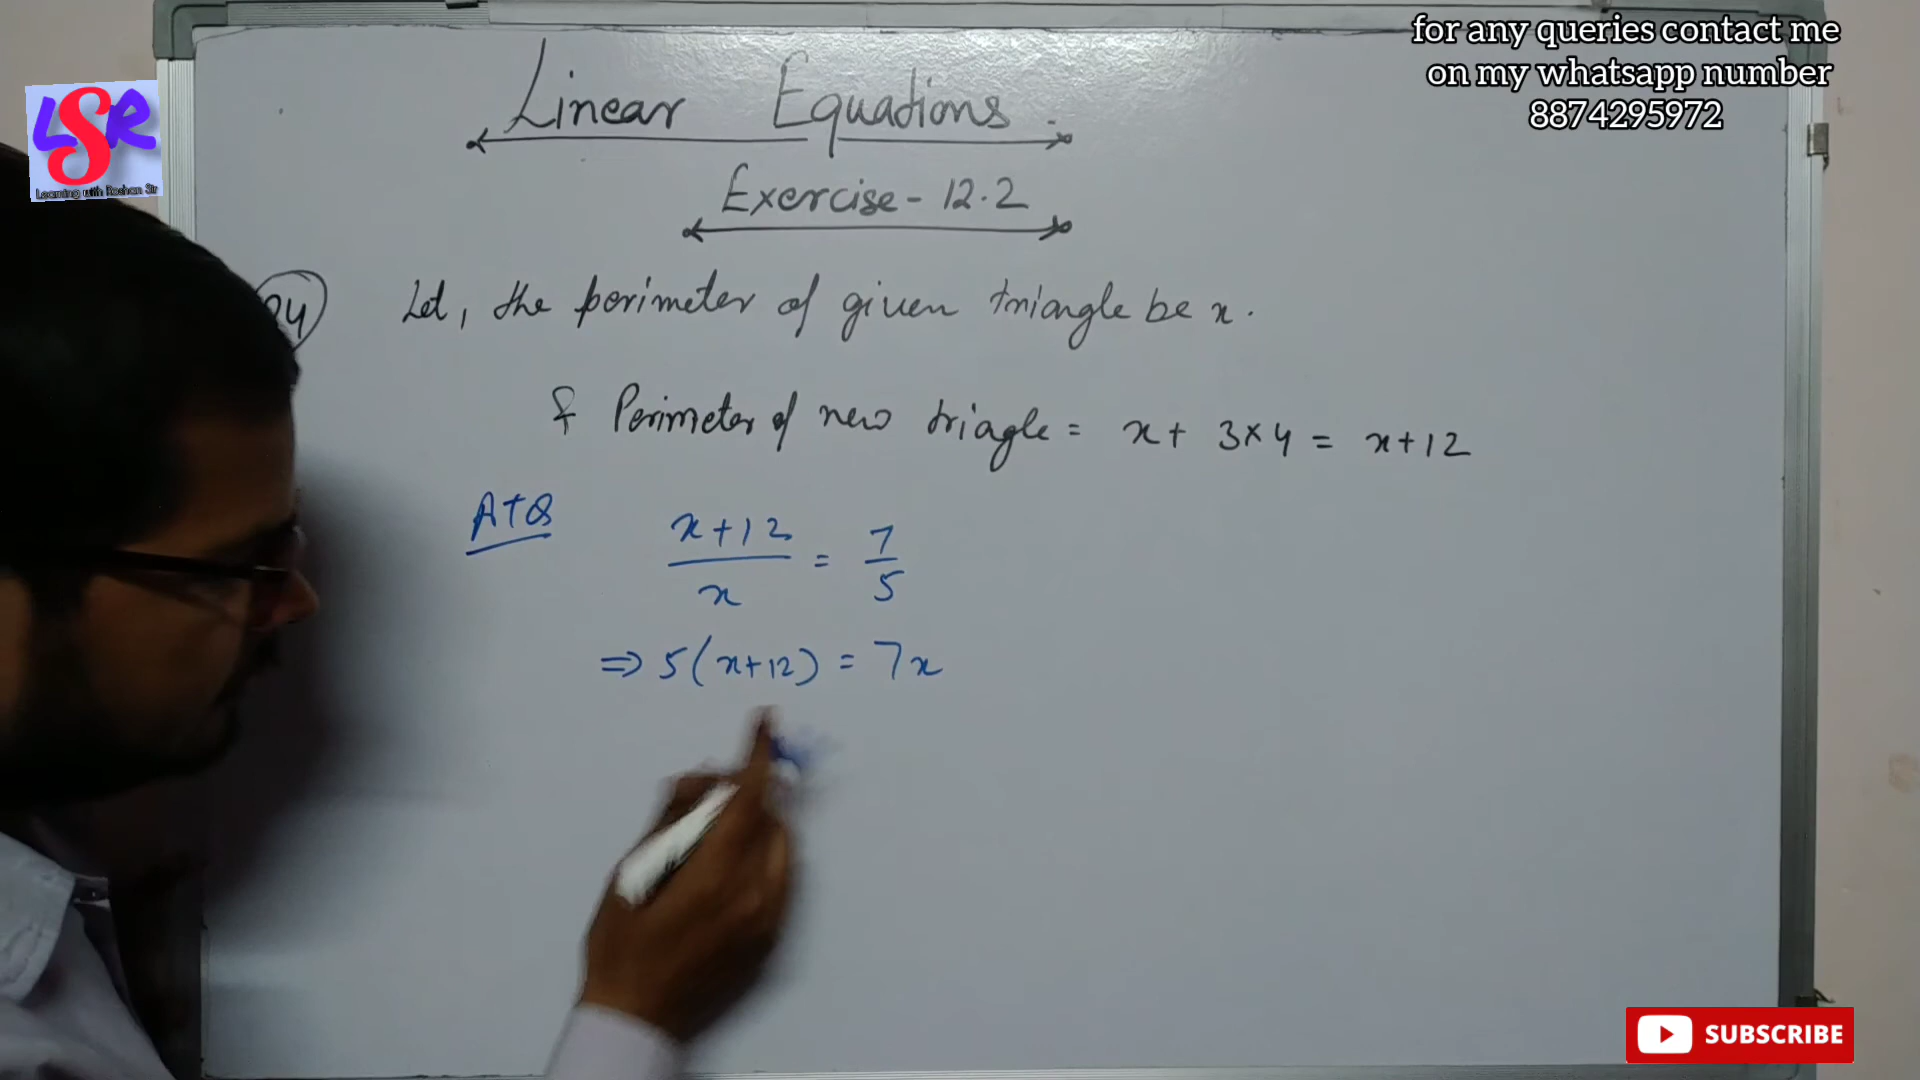 for any queries contact me
on my whatsapp number
8874295972
LSR
Learning with Roshan Sir
Linear Equations.
Exercise - 12.2
Let, the perimeter of given triangle be x.
& Perimeter of new triagle = x + 3×4 = x+12
ATQ
x+12/x = 7/5
⇒ 5(x+12) = 7x
SUBSCRIBE